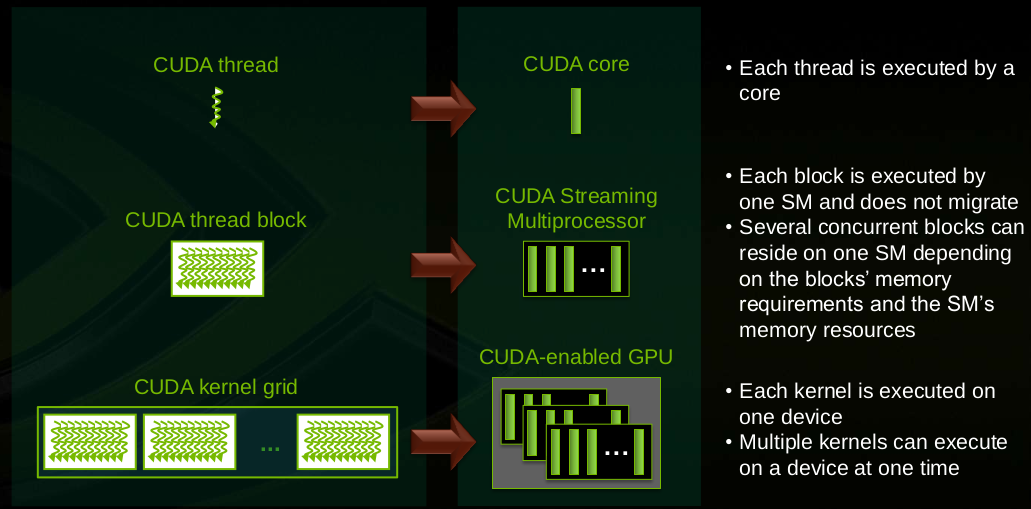 CUDA thread
CUDA core
• Each thread is executed by a
core
CUDA thread block
CUDA Streaming
Multiprocessor
...
• Each block is executed by
one SM and does not migrate
• Several concurrent blocks can
reside on one SM depending
on the blocks’ memory
requirements and the SM’s
memory resources
CUDA kernel grid
...
CUDA-enabled GPU
...
• Each kernel is executed on
one device
• Multiple kernels can execute
on a device at one time